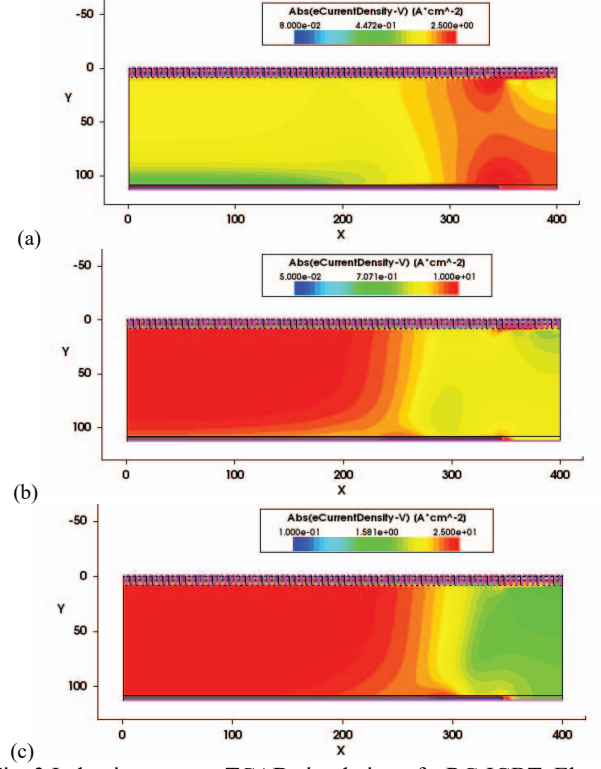 Abs(eCurrentDensity-V) (A*cm^-2)
8.000e-02 4.472e-01 2.500e+00
-50
0
Y
50
100
0 100 200 300 400
X
(a)
Abs(eCurrentDensity-V) (A*cm^-2)
5.000e-02 7.071e-01 1.000e+01
-50
0
Y
50
100
0 100 200 300 400
X
(b)
Abs(eCurrentDensity-V) (A*cm^-2)
1.000e-01 1.581e+00 2.500e+01
-50
0
Y
50
100
0 100 200 300 400
X
(c)
TCAD RC IGBT